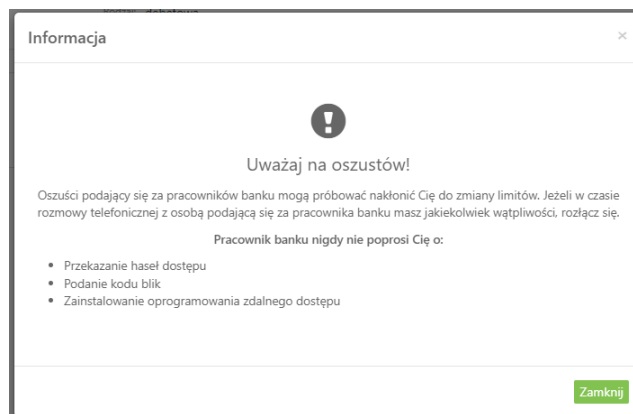 Informacja
×
Uważaj na oszustów!
Oszuści podający się za pracowników banku mogą próbować nakłonić Cię do zmiany limitów. Jeżeli w czasie
rozmowy telefonicznej z osobą podającą się za pracownika banku masz jakiekolwiek wątpliwości, rozłącz się.
Pracownik banku nigdy nie poprosi Cię o:
• Przekazanie haseł dostępu
• Podanie kodu blik
• Zainstalowanie oprogramowania zdalnego dostępu
Zamknij